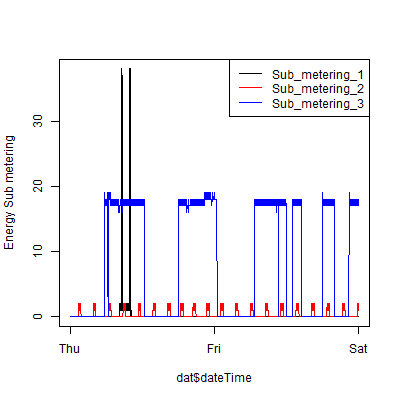 Sub_metering_1
Sub_metering_2
Sub_metering_3
Energy Sub metering
30
20
10
0
Thu Fri Sat
dat$dateTime